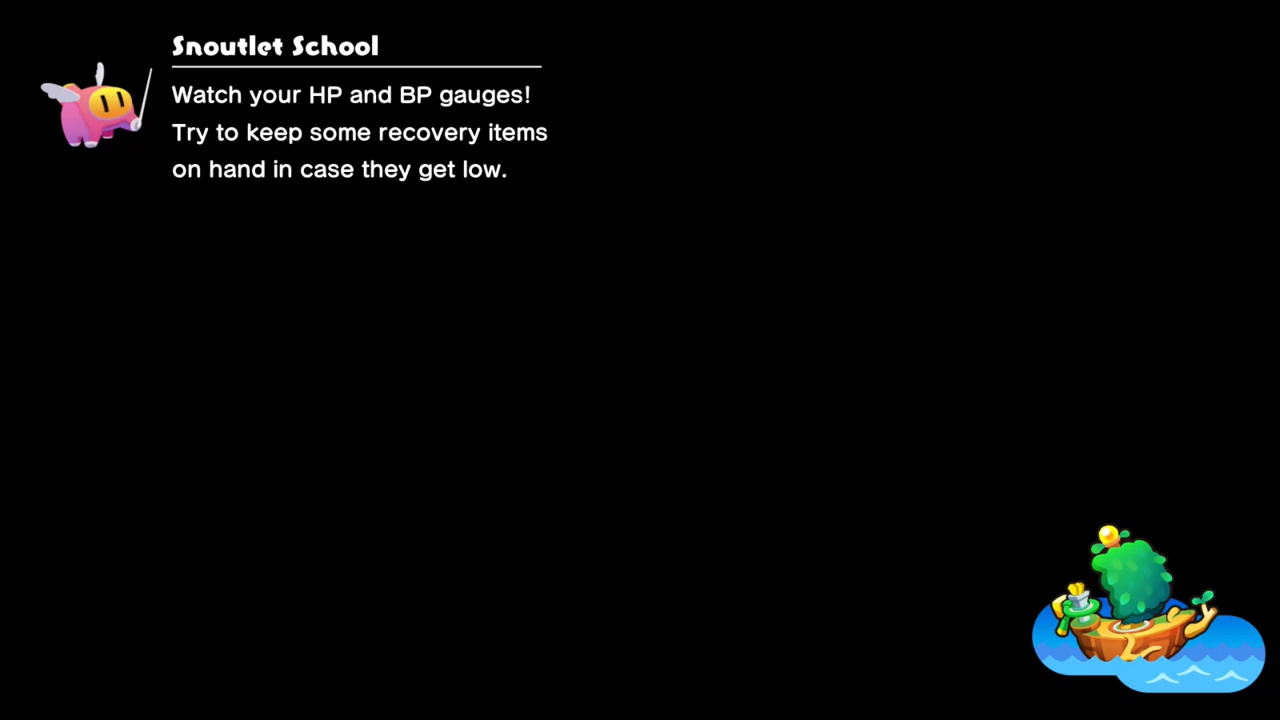 Snoutlet School
Watch your HP and BP gauges!
Try to keep some recovery items
on hand in case they get low.